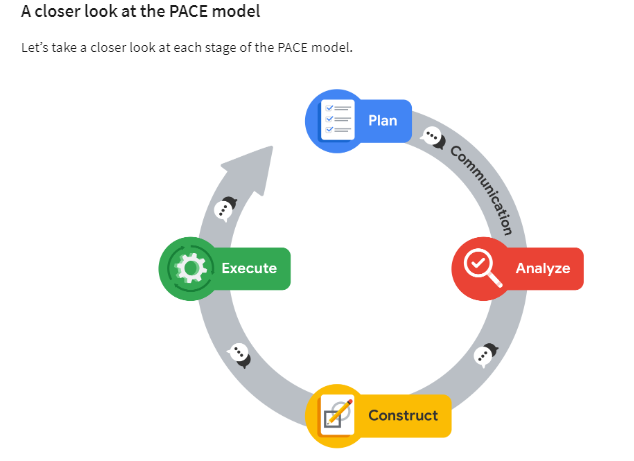 A closer look at the PACE model
Let’s take a closer look at each stage of the PACE model.
Plan
Communication
Execute
Analyze
Construct